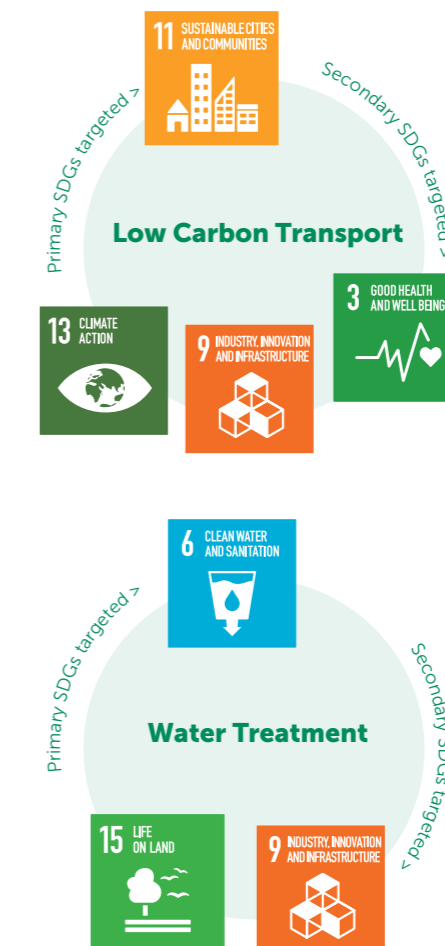 11 SUSTAINABLE CITIES
AND COMMUNITIES
Primary SDGs targeted >
Secondary SDGs targeted >
Low Carbon Transport
13 CLIMATE
ACTION
9 INDUSTRY, INNOVATION
AND INFRASTRUCTURE
3 GOOD HEALTH
AND WELL BEING
6 CLEAN WATER
AND SANITATION
Primary SDGs targeted >
Secondary SDGs targeted >
Water Treatment
15 LIFE
ON LAND
9 INDUSTRY, INNOVATION
AND INFRASTRUCTURE